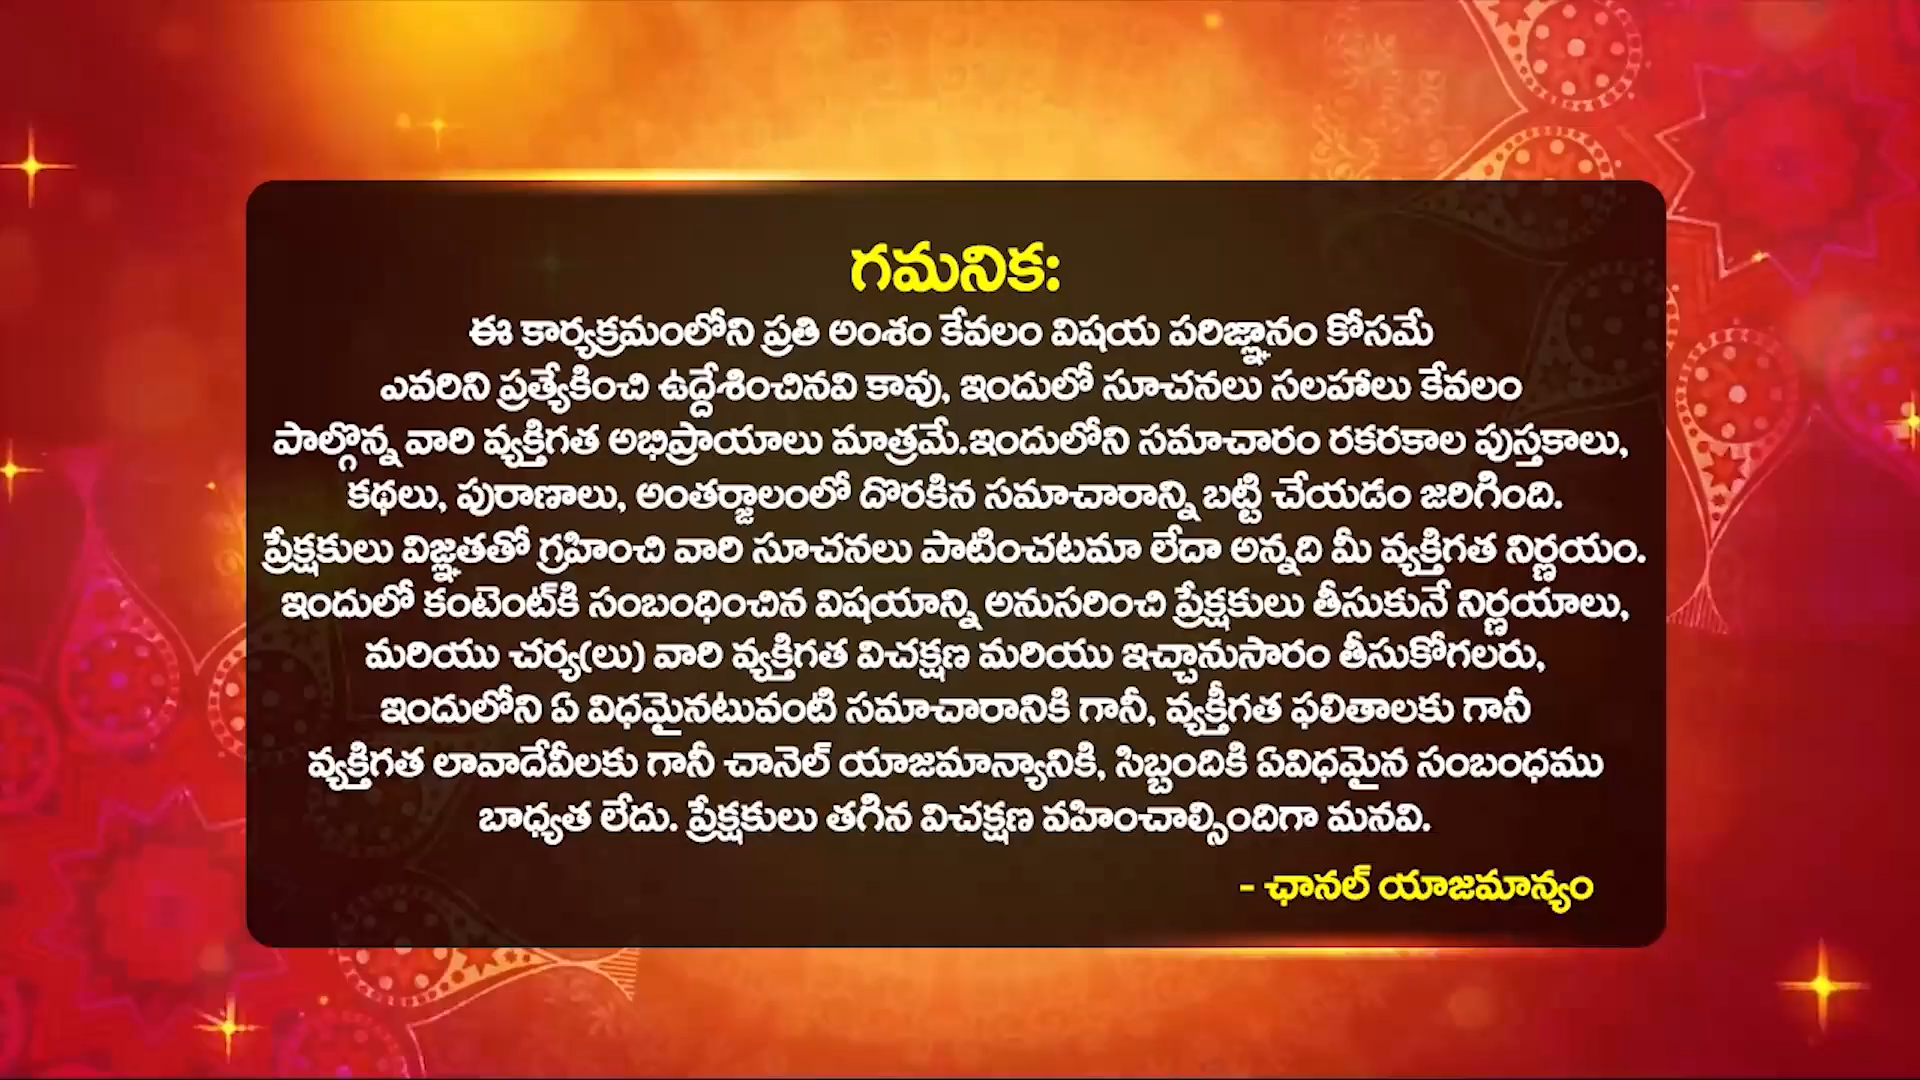 గమనిక:
ఈ కార్యక్రమంలోని ప్రతి అంశం కేవలం విషయ పరిజ్ఞానం కోసమే
ఎవరిని ప్రత్యేకించి ఉద్దేశించినవి కావు, ఇందులో సూచనలు సలహాలు కేవలం
పాల్గొన్న వారి వ్యక్తిగత అభిప్రాయాలు మాత్రమే.ఇందులోని సమాచారం రకరకాల పుస్తకాలు,
కథలు, పురాణాలు, అంతర్జాలంలో దొరకిన సమాచారాన్ని బట్టి చేయడం జరిగింది.
ప్రేక్షకులు విజ్ఞతతో గ్రహించి వారి సూచనలు పాటించటమా లేదా అన్నది మీ వ్యక్తిగత నిర్ణయం.
ఇందులో కంటెంట్‌కి సంబంధించిన విషయాన్ని అనుసరించి ప్రేక్షకులు తీసుకునే నిర్ణయాలు,
మరియు చర్య(లు) వారి వ్యక్తిగత విచక్షణ మరియు ఇచ్చానుసారం తీసుకోగలరు,
ఇందులోని ఏ విధమైనటువంటి సమాచారానికి గానీ, వ్యక్తీగత ఫలితాలకు గానీ
వ్యక్తిగత లావాదేవీలకు గానీ చానెల్ యాజమాన్యానికి, సిబ్బందికి ఏవిధమైన సంబంధము
బాధ్యత లేదు. ప్రేక్షకులు తగిన విచక్షణ వహించాల్సిందిగా మనవి.
- ఛానల్ యాజమాన్యం